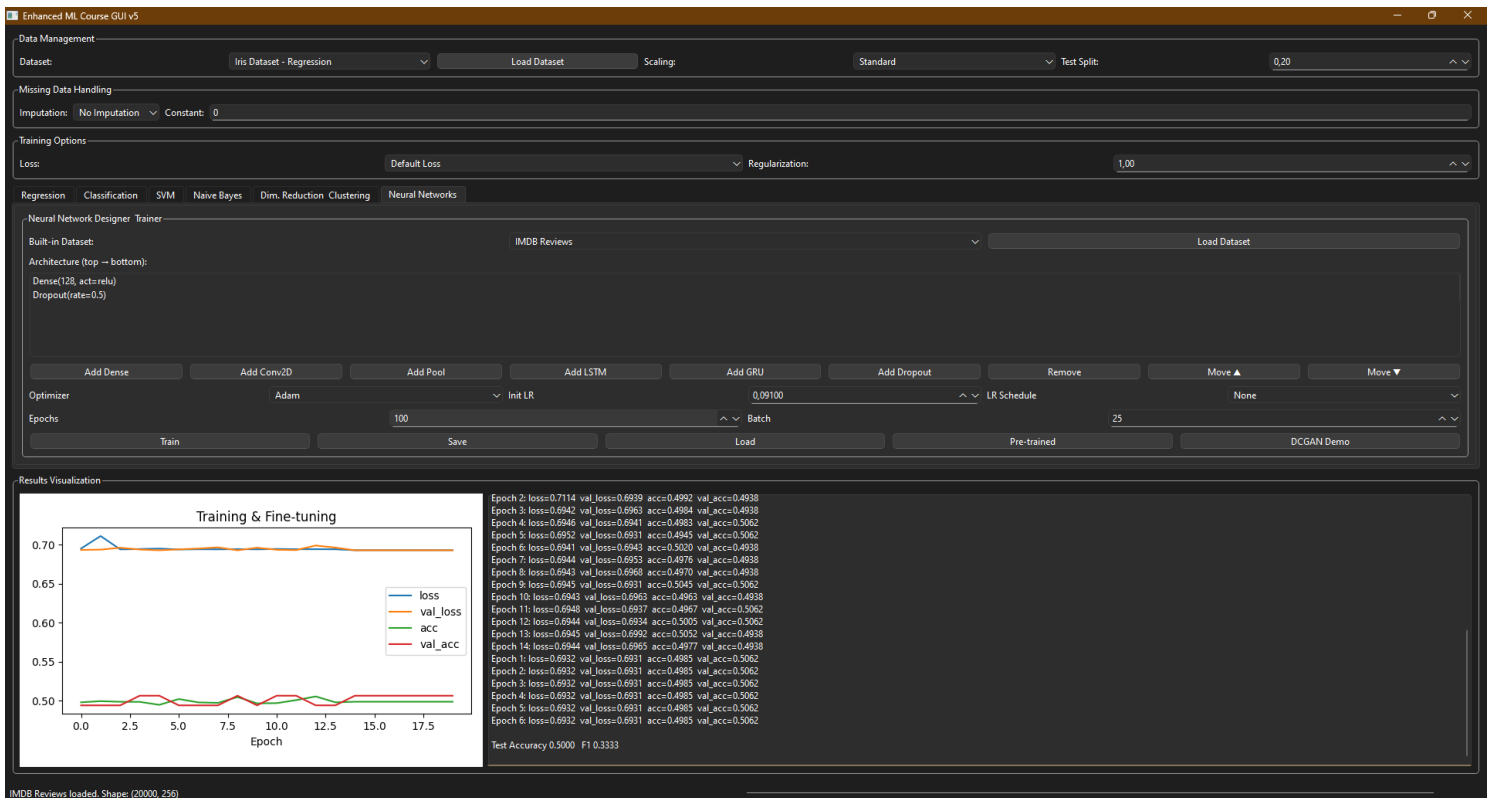 Enhanced ML Course GUI v5
Data Management
Dataset: Iris Dataset - Regression Load Dataset Scaling: Standard Test Split: 0,20
Missing Data Handling
Imputation: No Imputation Constant: 0
Training Options
Loss: Default Loss Regularization: 1,00
Regression Classification SVM Naive Bayes Dim. Reduction Clustering Neural Networks
Neural Network Designer Trainer
Built-in Dataset: IMDB Reviews Load Dataset
Architecture (top → bottom):
Dense(128, act=relu)
Dropout(rate=0.5)
Add Dense Add Conv2D Add Pool Add LSTM Add GRU Add Dropout Remove Move ▲ Move ▼
Optimizer Adam Init LR 0,09100 LR Schedule None
Epochs 100 Batch 25
Train Save Load Pre-trained DCGAN Demo
Results Visualization
Training & Fine-tuning
0.70
0.65
0.60
0.55
0.50
loss
val_loss
acc
val_acc
0.0 2.5 5.0 7.5 10.0 12.5 15.0 17.5
Epoch
Epoch 2: loss=0.7114 val_loss=0.6939 acc=0.4992 val_acc=0.4938
Epoch 3: loss=0.6942 val_loss=0.6963 acc=0.4984 val_acc=0.4938
Epoch 4: loss=0.6946 val_loss=0.6941 acc=0.4983 val_acc=0.5062
Epoch 5: loss=0.6952 val_loss=0.6931 acc=0.4945 val_acc=0.5062
Epoch 6: loss=0.6941 val_loss=0.6943 acc=0.5020 val_acc=0.4938
Epoch 7: loss=0.6944 val_loss=0.6953 acc=0.4976 val_acc=0.4938
Epoch 8: loss=0.6943 val_loss=0.6968 acc=0.4970 val_acc=0.4938
Epoch 9: loss=0.6945 val_loss=0.6931 acc=0.5045 val_acc=0.5062
Epoch 10: loss=0.6943 val_loss=0.6963 acc=0.4963 val_acc=0.4938
Epoch 11: loss=0.6948 val_loss=0.6937 acc=0.4967 val_acc=0.5062
Epoch 12: loss=0.6944 val_loss=0.6934 acc=0.5005 val_acc=0.5062
Epoch 13: loss=0.6945 val_loss=0.6992 acc=0.5052 val_acc=0.4938
Epoch 14: loss=0.6944 val_loss=0.6965 acc=0.4977 val_acc=0.4938
Epoch 1: loss=0.6932 val_loss=0.6931 acc=0.4985 val_acc=0.5062
Epoch 2: loss=0.6932 val_loss=0.6931 acc=0.4985 val_acc=0.5062
Epoch 3: loss=0.6932 val_loss=0.6931 acc=0.4985 val_acc=0.5062
Epoch 4: loss=0.6932 val_loss=0.6931 acc=0.4985 val_acc=0.5062
Epoch 5: loss=0.6932 val_loss=0.6931 acc=0.4985 val_acc=0.5062
Epoch 6: loss=0.6932 val_loss=0.6931 acc=0.4985 val_acc=0.5062
Test Accuracy 0.5000 F1 0.3333
IMDB Reviews loaded. Shape: (20000, 256)